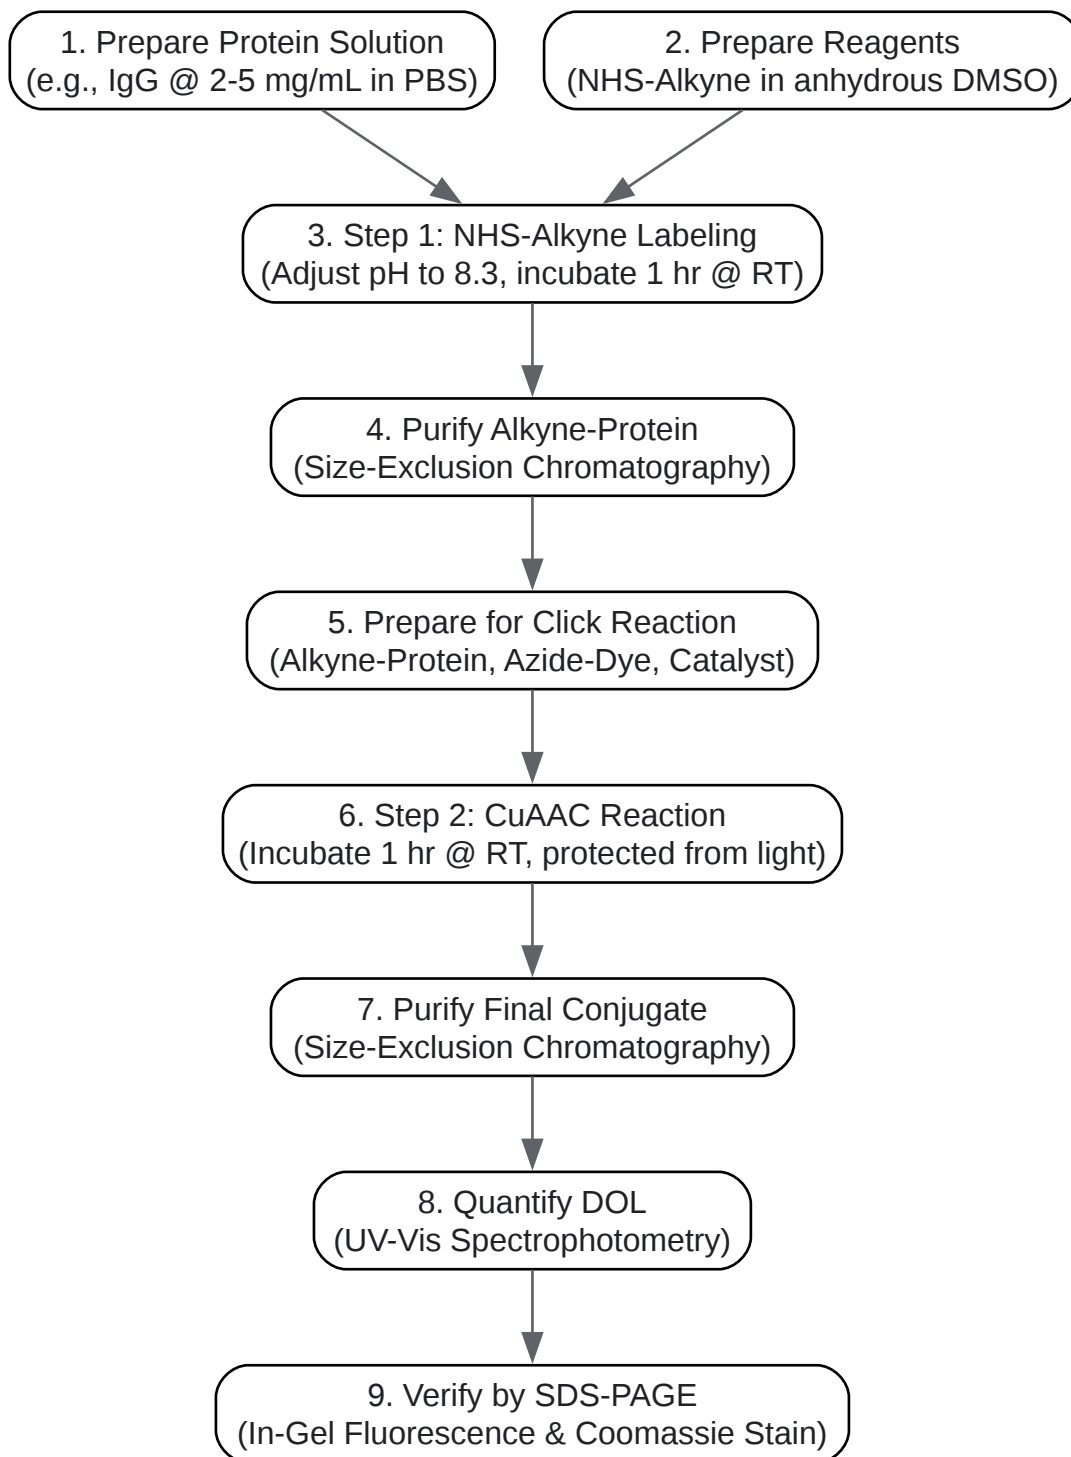 1. Prepare Protein Solution
(e.g., IgG @ 2-5 mg/mL in PBS)
2. Prepare Reagents
(NHS-Alkyne in anhydrous DMSO)
3. Step 1: NHS-Alkyne Labeling
(Adjust pH to 8.3, incubate 1 hr @ RT)
4. Purify Alkyne-Protein
(Size-Exclusion Chromatography)
5. Prepare for Click Reaction
(Alkyne-Protein, Azide-Dye, Catalyst)
6. Step 2: CuAAC Reaction
(Incubate 1 hr @ RT, protected from light)
7. Purify Final Conjugate
(Size-Exclusion Chromatography)
8. Quantify DOL
(UV-Vis Spectrophotometry)
9. Verify by SDS-PAGE
(In-Gel Fluorescence & Coomassie Stain)